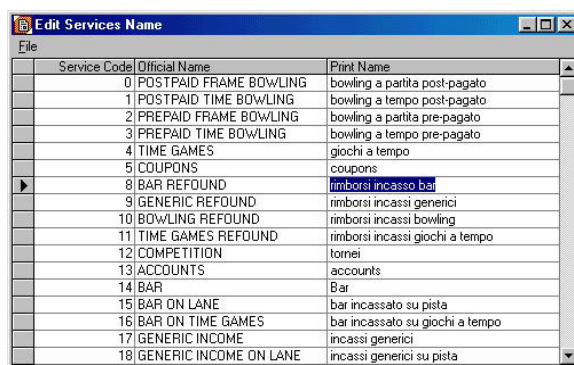 Edit Services Name
File
Service Code Official Name Print Name
0 POSTPAID FRAME BOWLING bowling a partita post-pagato
1 POSTPAID TIME BOWLING bowling a tempo post-pagato
2 PREPAID FRAME BOWLING bowling a partita pre-pagato
3 PREPAID TIME BOWLING bowling a tempo pre-pagato
4 TIME GAMES giochi a tempo
5 COUPONS coupons
8 BAR REFOUND rimborsi incasso bar
9 GENERIC REFOUND rimborsi incassi generici
10 BOWLING REFOUND rimborsi incassi bowling
11 TIME GAMES REFOUND rimborsi incassi giochi a tempo
12 COMPETITION tornei
13 ACCOUNTS accounts
14 BAR Bar
15 BAR ON LANE bar incassato su pista
16 BAR ON TIME GAMES bar incassato su giochi a tempo
17 GENERIC INCOME incassi generici
18 GENERIC INCOME ON LANE incassi generici su pista